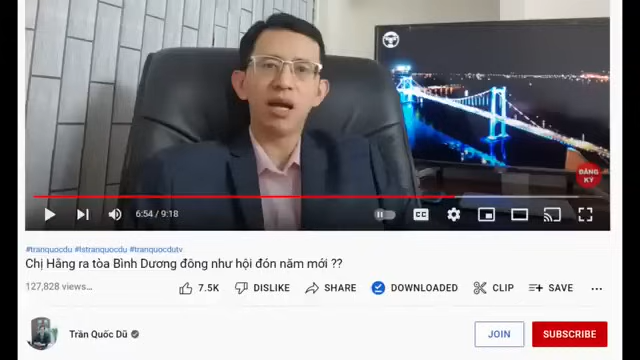 ĐĂNG KÝ
6:54 / 9:18
CC
#tranquocdu #lstranquocdu #tranquocdutv
Chị Hằng ra tòa Bình Dương đông như hội đón năm mới ??
127,828 views...
7.5K
DISLIKE
SHARE
DOWNLOADED
CLIP
SAVE
Trần Quốc Dũ
JOIN
SUBSCRIBE